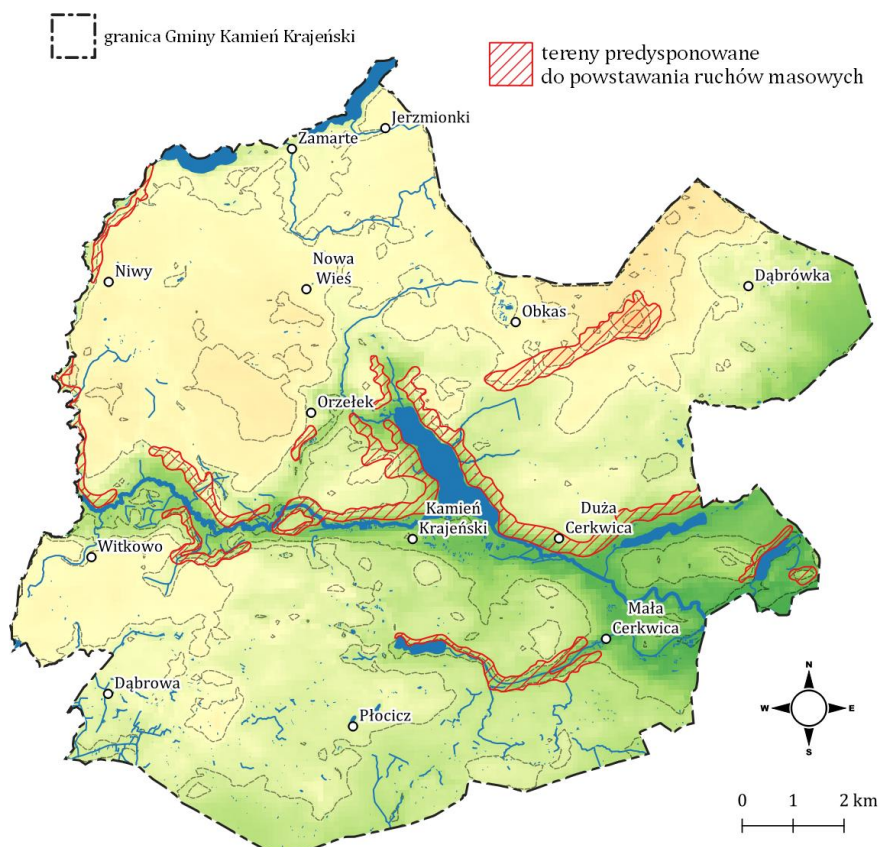 granica Gminy Kamień Krajeński
tereny predysponowane
do powstawania ruchów masowych
Jerzmionki
Zamarte
Nowa
Wieś
Niwy
Dąbrówka
Obkas
Orzełek
Kamień
Krajeński
Duża
Cerkwica
Witkowo
Mała
Cerkwica
Dąbrowa
Płocicz
N
W
E
S
0 1 2 km